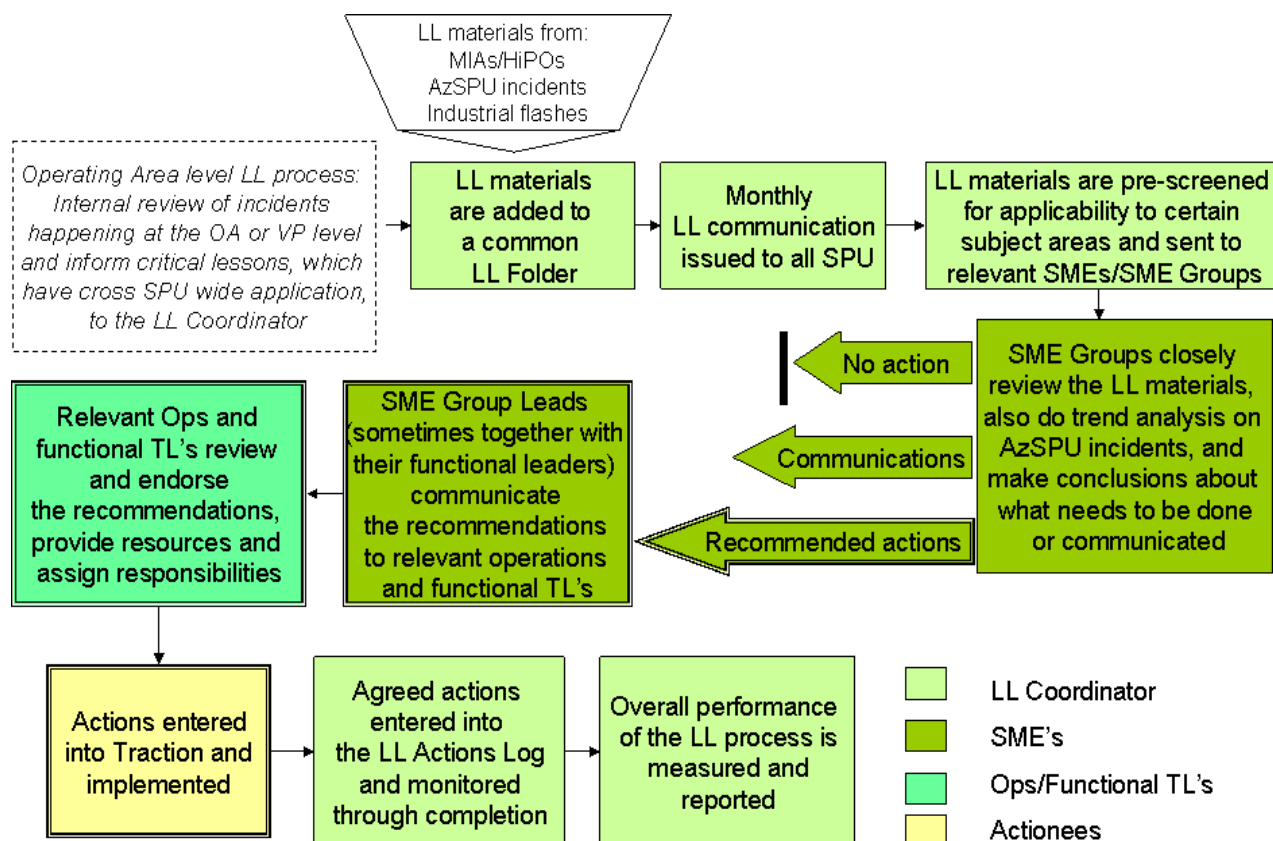 LL materials from:
MIAs/HiPOs
AzSPU incidents
Industrial flashes
Operating Area level LL process:
Internal review of incidents
happening at the OA or VP level
and inform critical lessons, which
have cross SPU wide application,
to the LL Coordinator
LL materials
are added to
a common
LL Folder
Monthly
LL communication
issued to all SPU
LL materials are pre-screened
for applicability to certain
subject areas and sent to
relevant SMEs/SME Groups
SME Groups closely
review the LL materials,
also do trend analysis on
AzSPU incidents, and
make conclusions about
what needs to be done
or communicated
No action
Communications
Recommended actions
SME Group Leads
(sometimes together with
their functional leaders)
communicate
the recommendations
to relevant operations
and functional TL's
Relevant Ops and
functional TL's review
and endorse
the recommendations,
provide resources and
assign responsibilities
Actions entered
into Traction and
implemented
Agreed actions
entered into
the LL Actions Log
and monitored
through completion
Overall performance
of the LL process is
measured and
reported
LL Coordinator
SME's
Ops/Functional TL's
Actionees